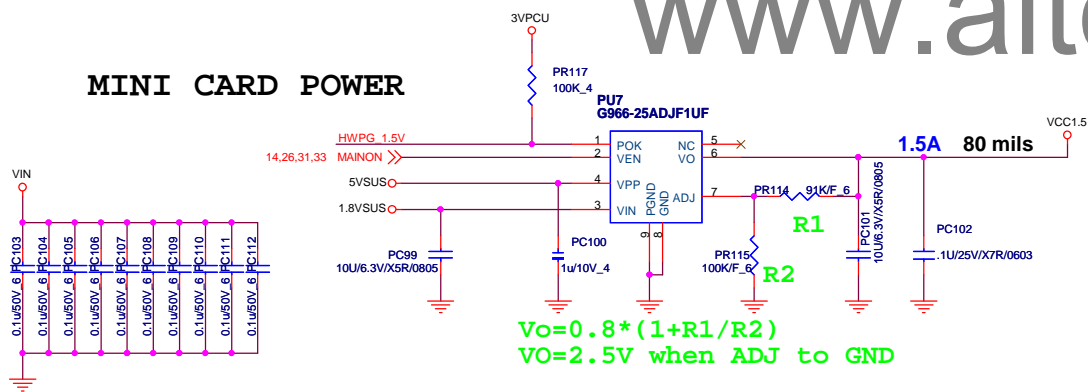 www.alte
3VPCU
MINI CARD POWER
PR117
100K_4
PU7
G966-25ADJF1UF
HWPG_1.5V
14,26,31,33 MAINON
5VSUS
1.8VSUS
1
2
4
3
POK
VEN
VPP
VIN
PGND
GND
NC
VO
ADJ
5
6
7
9
8
1.5A 80 mils
VCC1.5
PR114 91K/F_6
R1
PR115
100K/F_6
R2
PC99
10U/6.3V/X5R/0805
PC100
1u/10V_4
PC101
10U/6.3V/X5R/0805
PC102
.1U/25V/X7R/0603
VIN
0.1u/50V_6 PC103
0.1u/50V_6 PC104
0.1u/50V_6 PC105
0.1u/50V_6 PC106
0.1u/50V_6 PC107
0.1u/50V_6 PC108
0.1u/50V_6 PC109
0.1u/50V_6 PC110
0.1u/50V_6 PC111
0.1u/50V_6 PC112
Vo=0.8*(1+R1/R2)
VO=2.5V when ADJ to GND